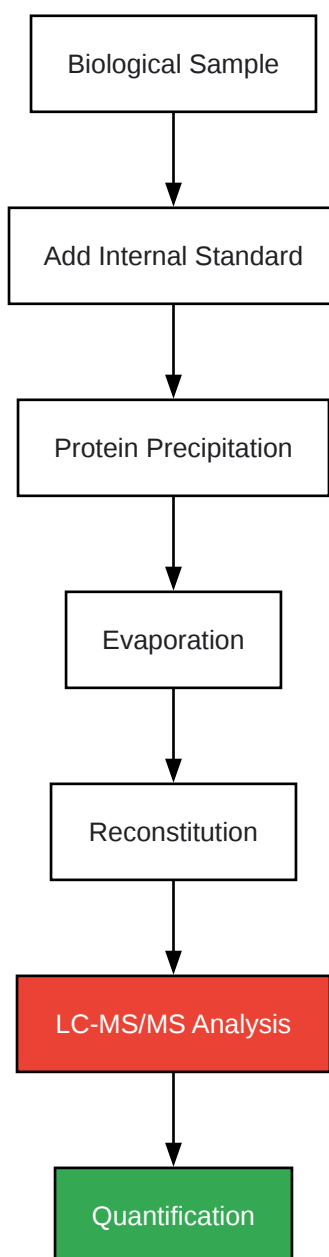 Biological Sample
Add Internal Standard
Protein Precipitation
Evaporation
Reconstitution
LC-MS/MS Analysis
Quantification